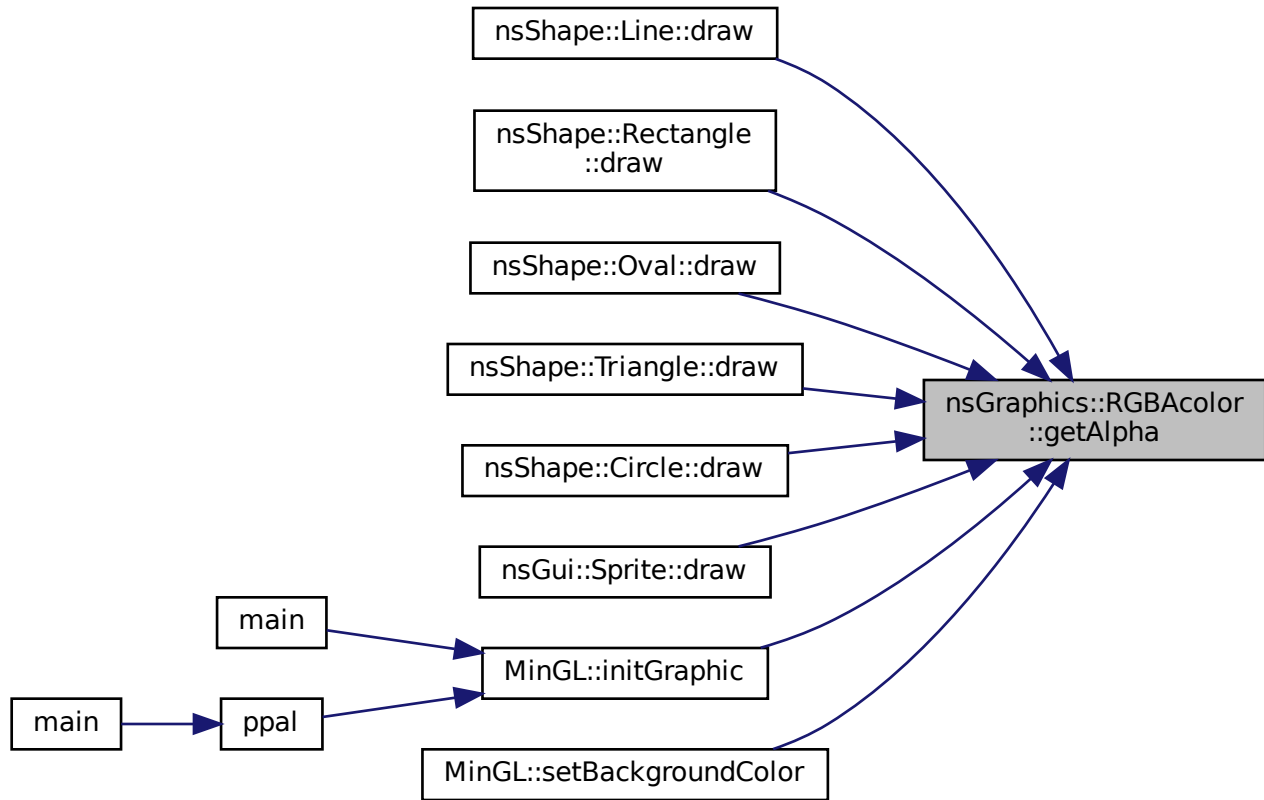 nsShape::Line::draw
nsShape::Rectangle
::draw
nsShape::Oval::draw
nsShape::Triangle::draw
nsGraphics::RGBAcolor
::getAlpha
nsShape::Circle::draw
nsGui::Sprite::draw
main
MinGL::initGraphic
main
ppal
MinGL::setBackgroundColor